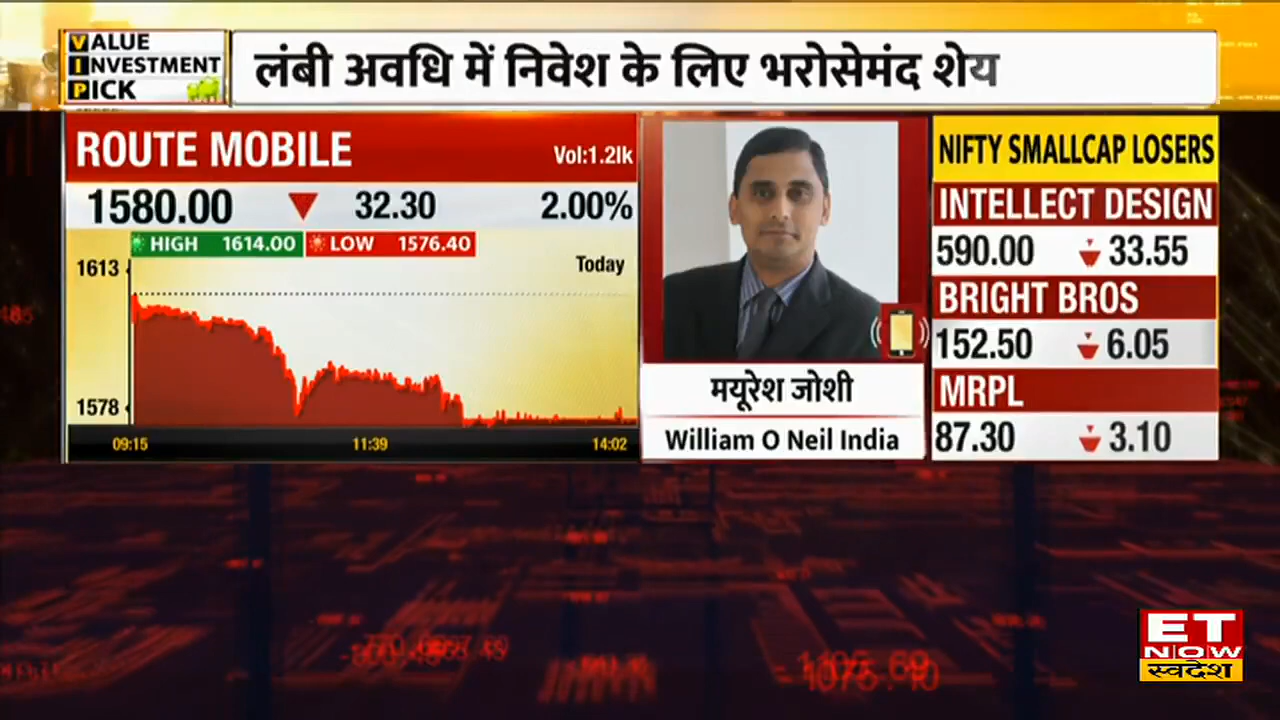 VALUE
INVESTMENT
PICK
लंबी अवधि में निवेश के लिए भरोसेमंद शेय
ROUTE MOBILE
Vol:1.2lk
1580.00 32.30 2.00%
HIGH 1614.00 LOW 1576.40
1613
Today
1578
09:15 11:39 14:02
मयूरेश जोशी
William O Neil India
NIFTY SMALLCAP LOSERS
INTELLECT DESIGN
590.00 33.55
BRIGHT BROS
152.50 6.05
MRPL
87.30 3.10
ET
NOW
स्वदेश